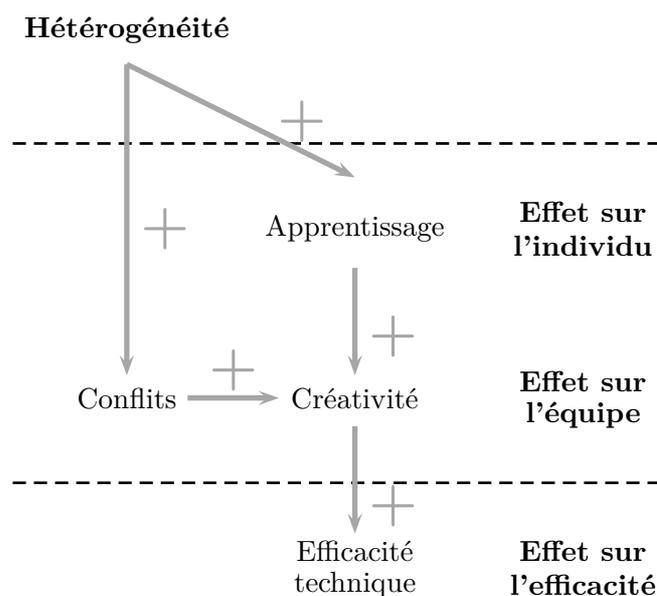 Hétérogénéité
+
+
Apprentissage
Effet sur
l'individu
+
+
Conflits
Créativité
Effet sur
l'équipe
+
Efficacité
technique
Effet sur
l'efficacité